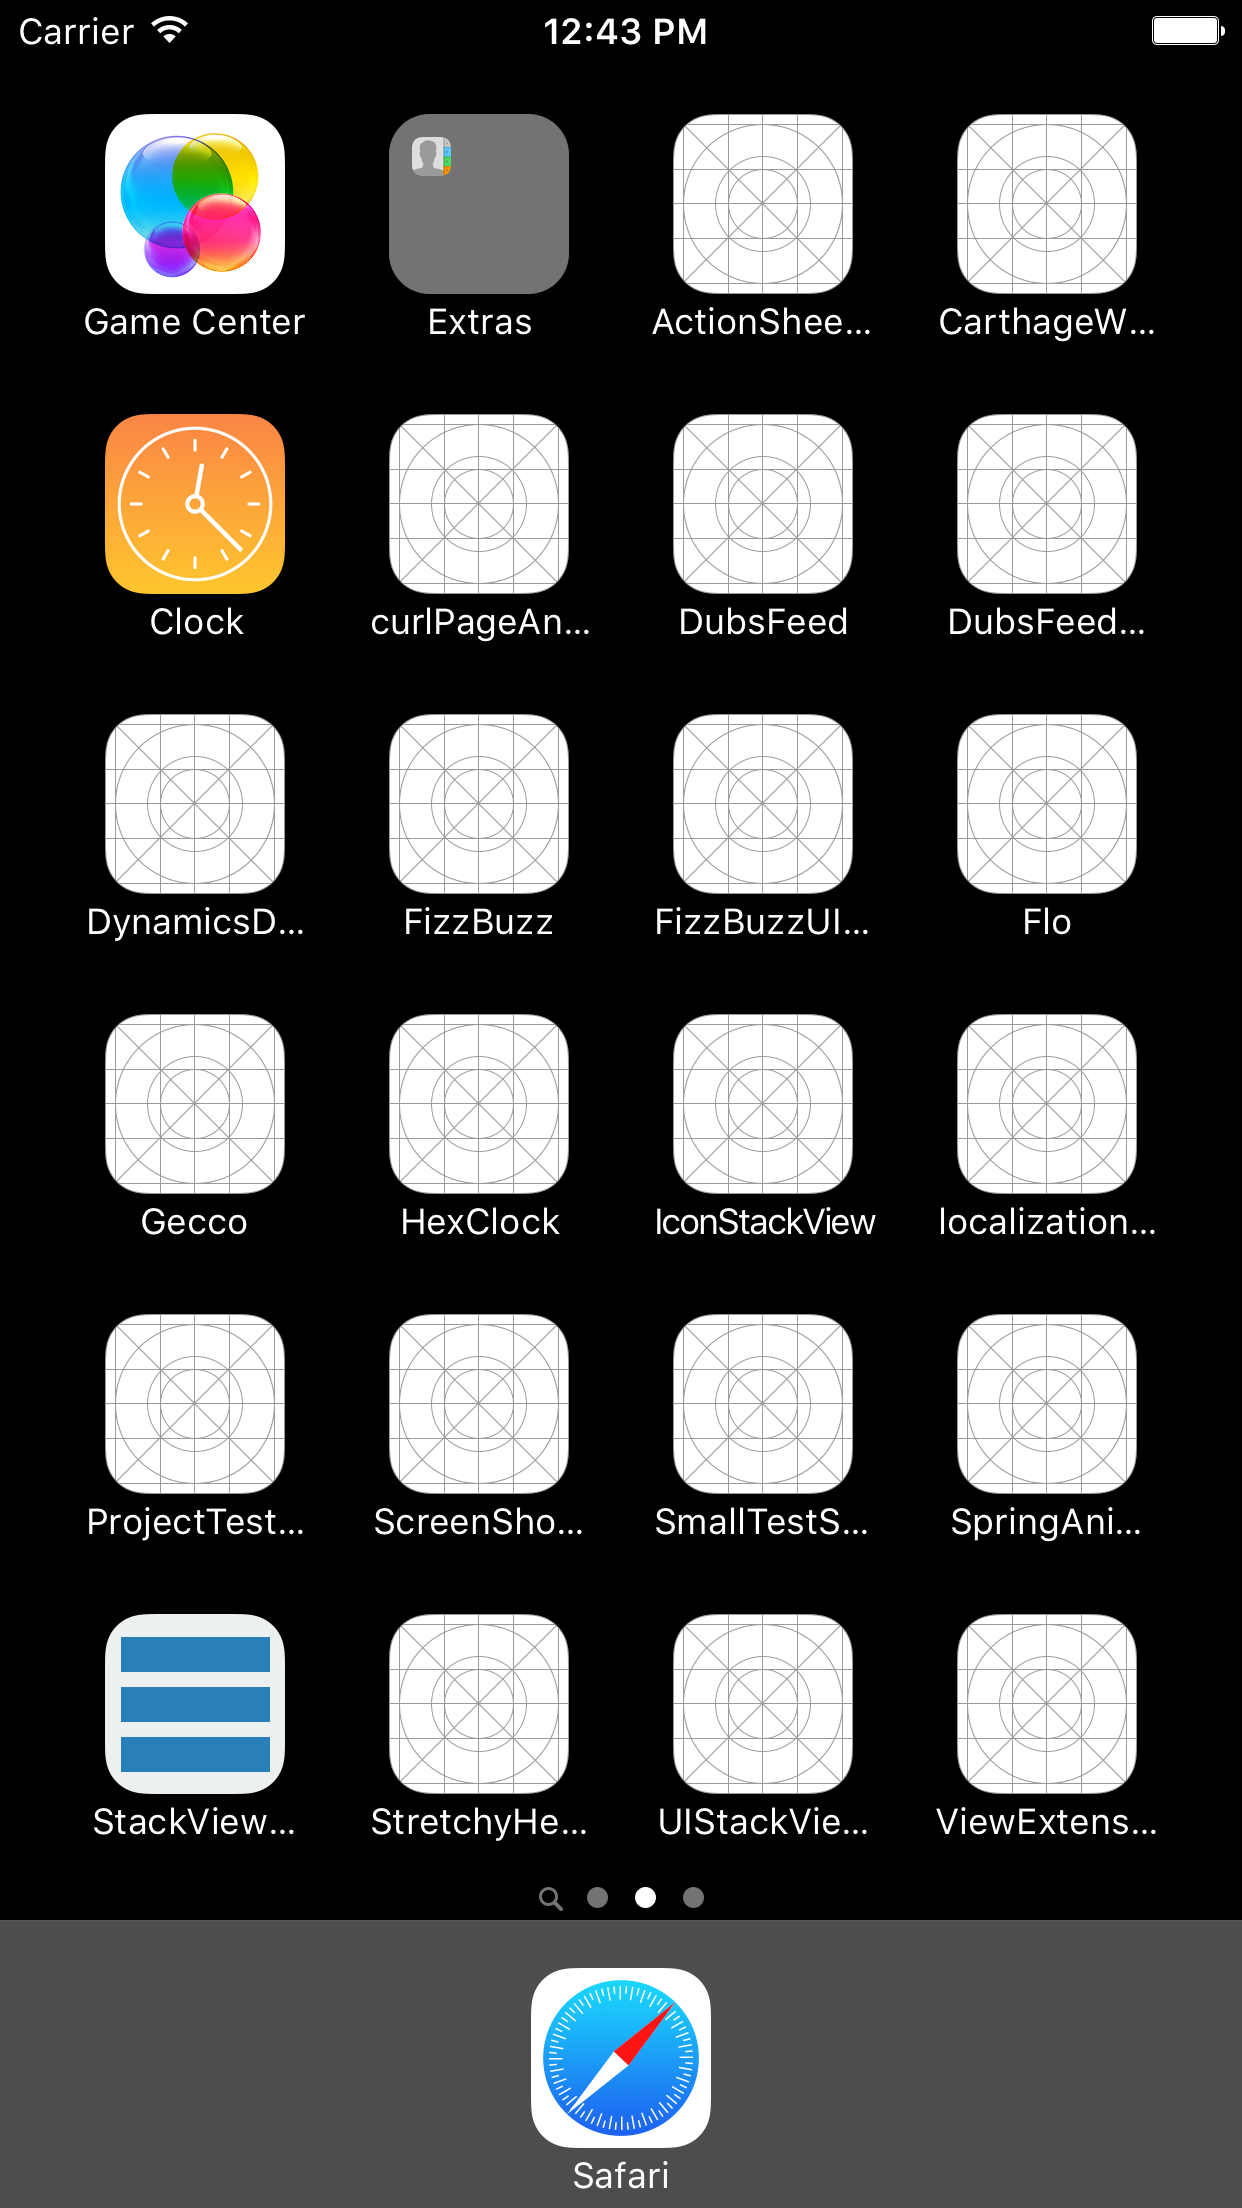 Carrier 12:43 PM
Game Center Extras ActionShee... CarthageW...
Clock curlPageAn... DubsFeed DubsFeed...
DynamicsD... FizzBuzz FizzBuzzUI... Flo
Gecco HexClock IconStackView localization...
ProjectTest... ScreenSho... SmallTestS... SpringAni...
StackView... StretchyHe... UIStackVie... ViewExtens...
Safari